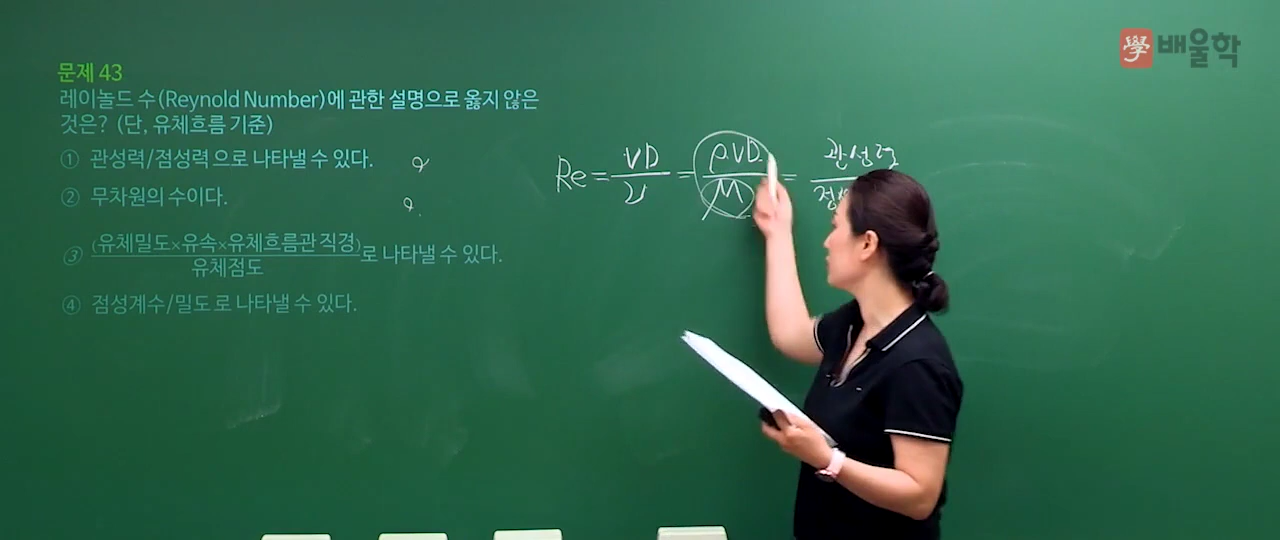 學 배울학
문제 43
레이놀드 수(Reynold Number)에 관한 설명으로 옳지 않은
것은? (단, 유체흐름 기준)
① 관성력/점성력 으로 나타낼 수 있다.
② 무차원의 수이다.
③ (유체밀도×유속×유체흐름관 직경)/유체점도 로 나타낼 수 있다.
④ 점성계수/밀도 로 나타낼 수 있다.
Re = VD/ν = ρVD/μ = 관성력/점성